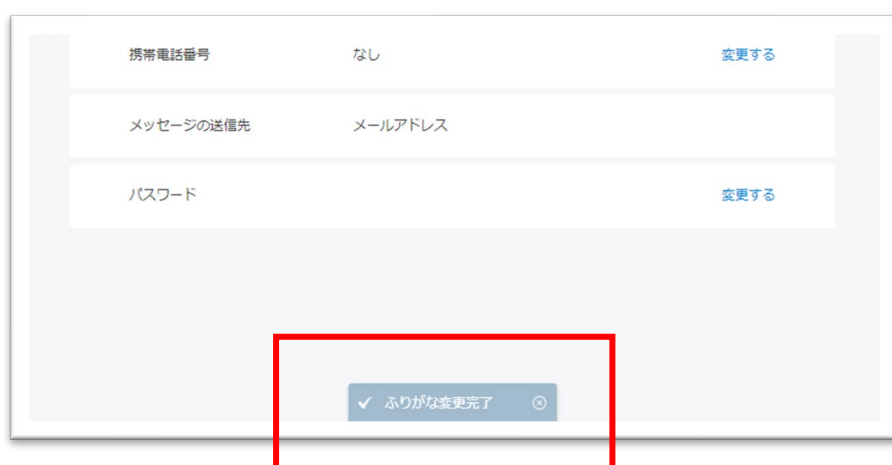 携帯電話番号 なし 変更する
メッセージの送信先 メールアドレス
パスワード 変更する
ふりがな変更完了